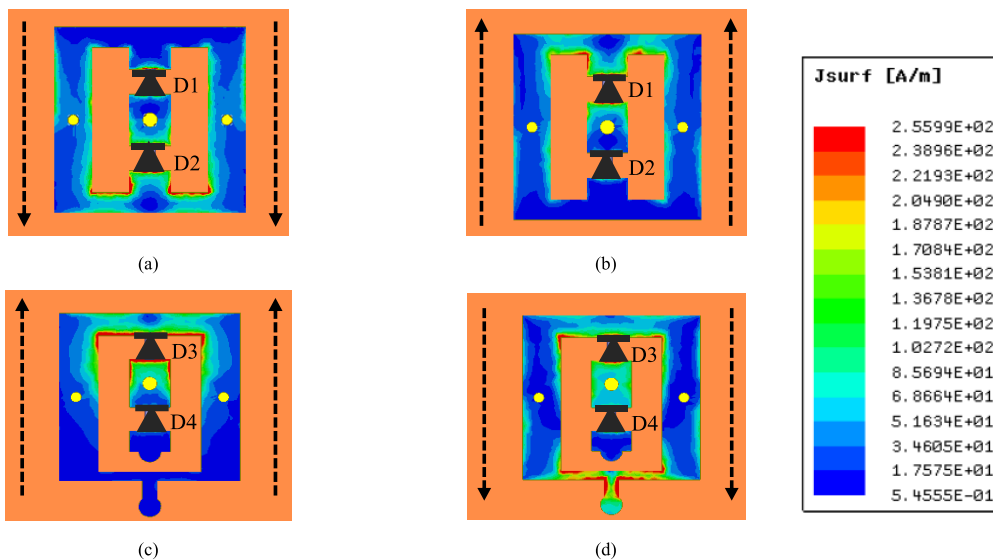 D1
D2
(a)
D1
D2
(b)
D3
D4
(c)
D3
D4
(d)
Jsurf [A/m]
2.5599E+02
2.3896E+02
2.2193E+02
2.0490E+02
1.8787E+02
1.7084E+02
1.5381E+02
1.3678E+02
1.1975E+02
1.0272E+02
8.5694E+01
6.8664E+01
5.1634E+01
3.4605E+01
1.7575E+01
5.4555E-01